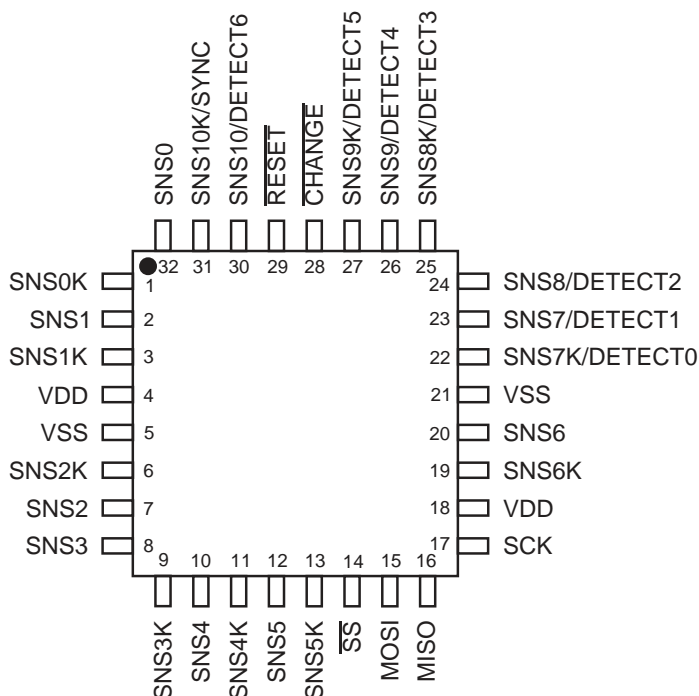 SNS0
SNS10K/SYNC
SNS10/DETECT6
RESET
CHANGE
SNS9K/DETECT5
SNS9/DETECT4
SNS8K/DETECT3
32 31 30 29 28 27 26 25
SNS0K 1
SNS1 2
SNS1K 3
VDD 4
VSS 5
SNS2K 6
SNS2 7
SNS3 8
24 SNS8/DETECT2
23 SNS7/DETECT1
22 SNS7K/DETECT0
21 VSS
20 SNS6
19 SNS6K
18 VDD
17 SCK
9 10 11 12 13 14 15 16
SNS3K
SNS4
SNS4K
SNS5
SNS5K
SS
MOSI
MISO